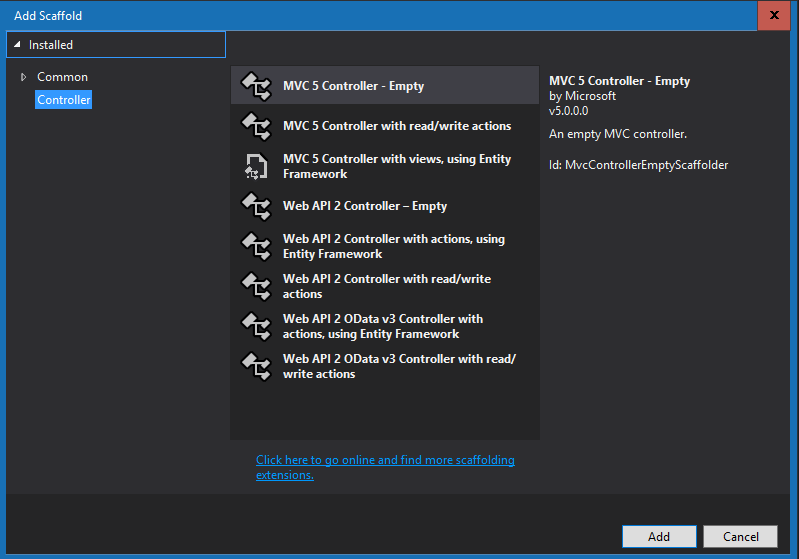 Add Scaffold
x
Installed
Common
Controller
MVC 5 Controller - Empty
MVC 5 Controller with read/write actions
MVC 5 Controller with views, using Entity
Framework
Web API 2 Controller – Empty
Web API 2 Controller with actions, using
Entity Framework
Web API 2 Controller with read/write
actions
Web API 2 OData v3 Controller with
actions, using Entity Framework
Web API 2 OData v3 Controller with read/
write actions
Click here to go online and find more scaffolding
extensions.
MVC 5 Controller - Empty
by Microsoft
v5.0.0.0
An empty MVC controller.
Id: MvcControllerEmptyScaffolder
Add
Cancel